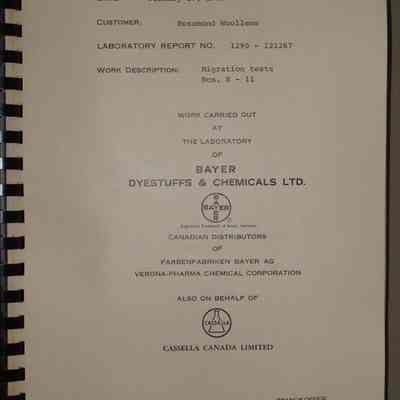 CUSTOMER: Rosamond Woollens
LABORATORY REPORT NO. 1290 - 121267
WORK DESCRIPTION: Migration tests
Nos. 8 - 11
WORK CARRIED OUT
AT
THE LABORATORY
OF
BAYER
DYESTUFFS & CHEMICALS LTD.
BAYER
BAYER
®
CANADIAN DISTRIBUTORS
OF
FARBENFABRIKEN BAYER AG
VERONA-PHARMA CHEMICAL CORPORATION
ALSO ON BEHALF OF
CASSELLA
CASSELLA CANADA LIMITED